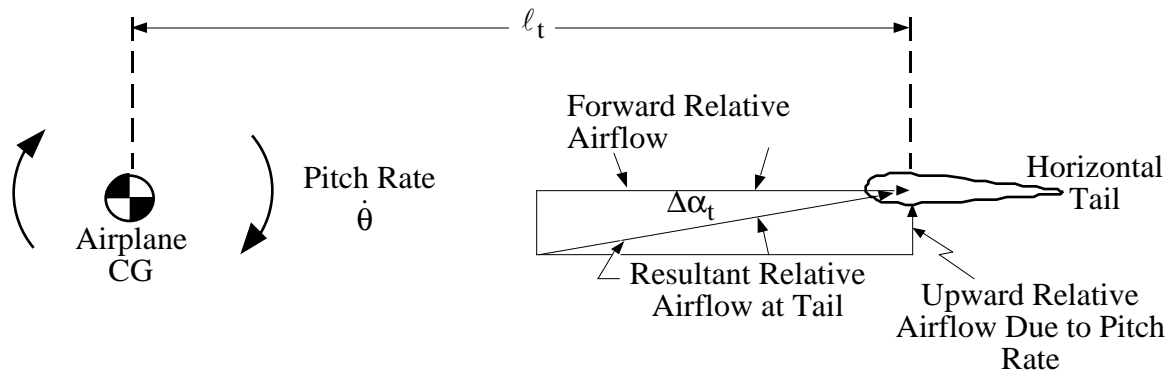 ℓt
Forward Relative
Airflow
Horizontal
Tail
Pitch Rate
θ̇
Δαt
Airplane
CG
Resultant Relative
Airflow at Tail
Upward Relative
Airflow Due to Pitch
Rate